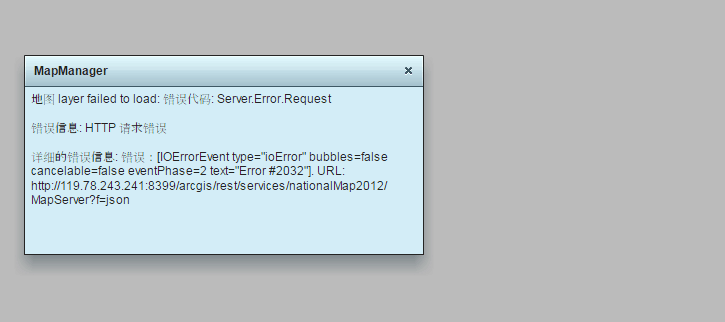 MapManager
地图 layer failed to load: 错误代码: Server.Error.Request
错误信息: HTTP 请求错误
详细的错误信息: 错误：[IOErrorEvent type="ioError" bubbles=false
cancelable=false eventPhase=2 text="Error #2032"]. URL:
http://119.78.243.241:8399/arcgis/rest/services/nationalMap2012/
MapServer?f=json